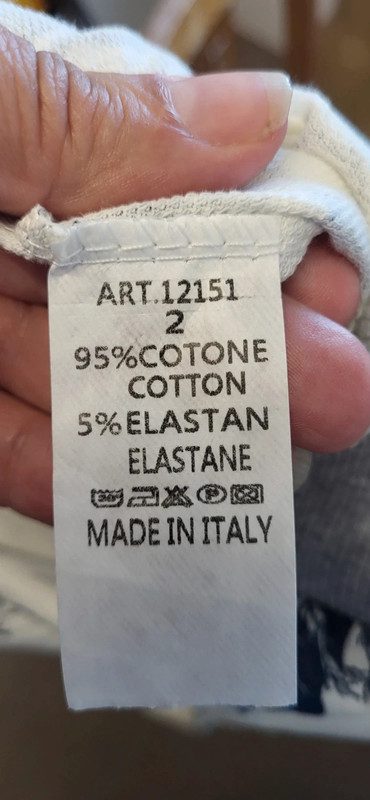 ART.12151
2
95%COTONE
COTTON
5%ELASTAN
ELASTANE
MADE IN ITALY